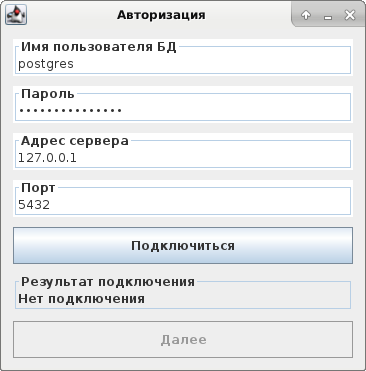 Авторизация
Имя пользователя БД
postgres
Пароль
•••••••••••••••
Адрес сервера
127.0.0.1
Порт
5432
Подключиться
Результат подключения
Нет подключения
Далее